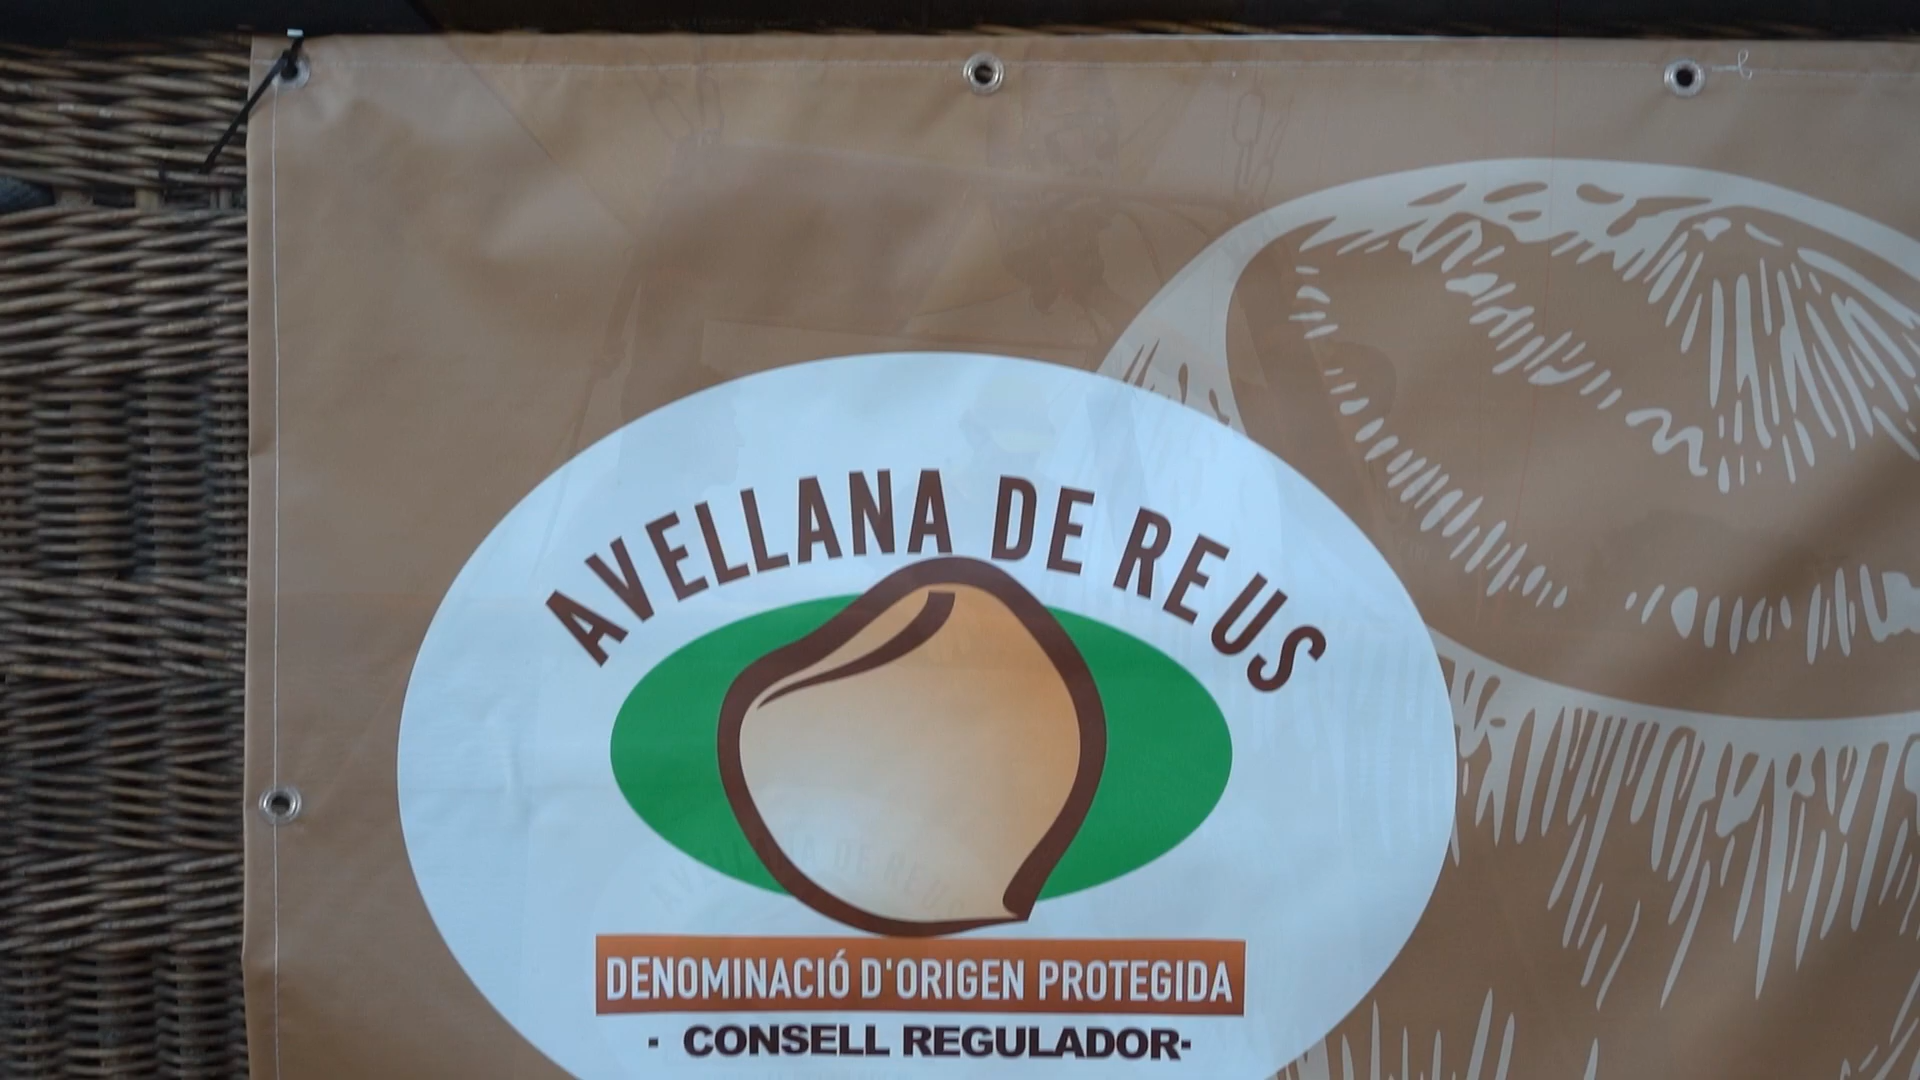 AVELLANA DE REUS
DENOMINACIÓ D'ORIGEN PROTEGIDA
- CONSELL REGULADOR-